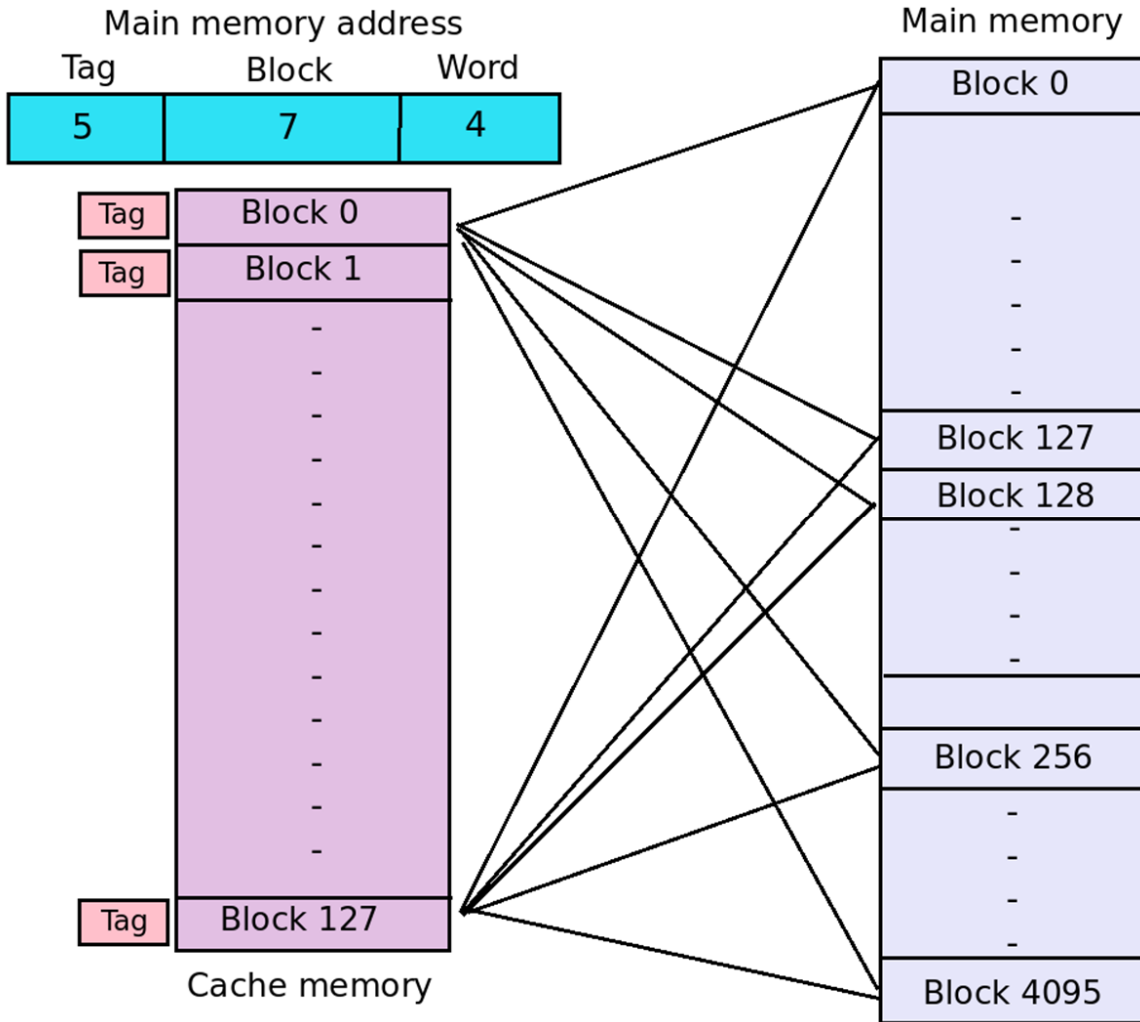 Main memory address
Tag Block Word
5 7 4
Tag Block 0
Tag Block 1
-
-
-
-
-
-
-
-
-
-
-
-
-
Tag Block 127
Cache memory
Main memory
Block 0
-
-
-
-
-
Block 127
Block 128
-
-
-
-
Block 256
-
-
-
-
Block 4095